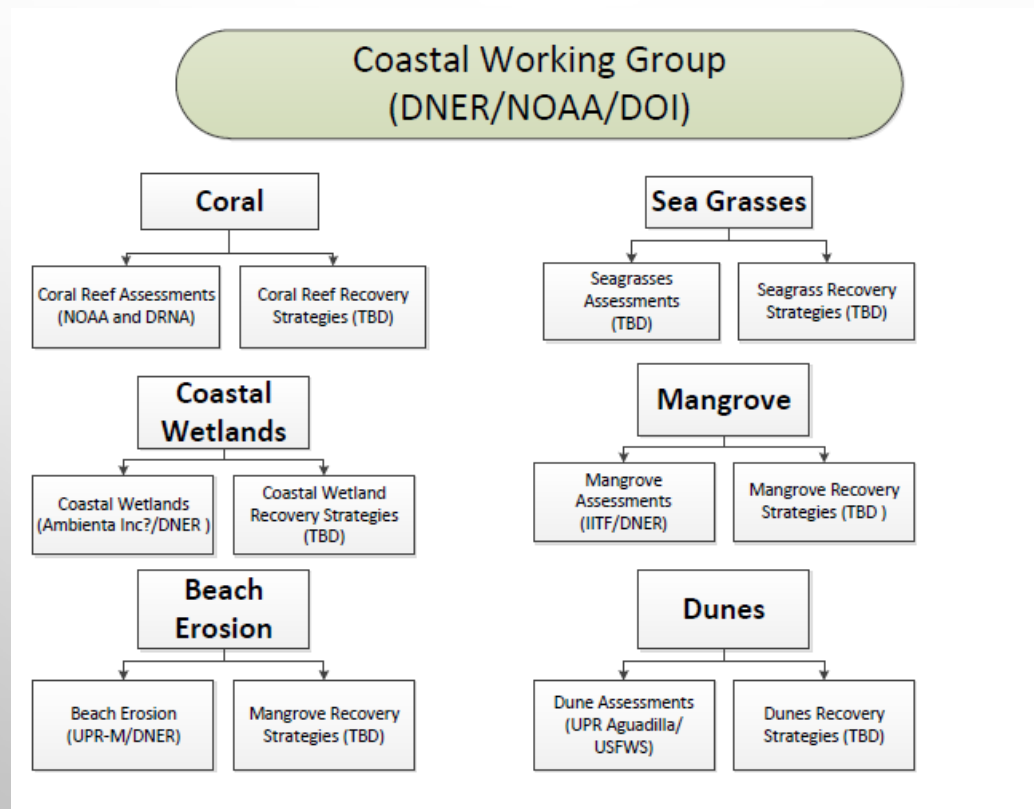 Coastal Working Group
(DNER/NOAA/DOI)
Coral
Coral Reef Assessments
(NOAA and DRNA)
Coral Reef Recovery
Strategies (TBD)
Sea Grasses
Seagrasses
Assessments
(TBD)
Seagrass Recovery
Strategies (TBD)
Coastal
Wetlands
Coastal Wetlands
(Ambienta Inc?/DNER )
Coastal Wetland
Recovery Strategies
(TBD)
Mangrove
Mangrove
Assessments
(IITF/DNER)
Mangrove Recovery
Strategies (TBD )
Beach
Erosion
Beach Erosion
(UPR-M/DNER)
Mangrove Recovery
Strategies (TBD)
Dunes
Dune Assessments
(UPR Aguadilla/
USFWS)
Dunes Recovery
Strategies (TBD)